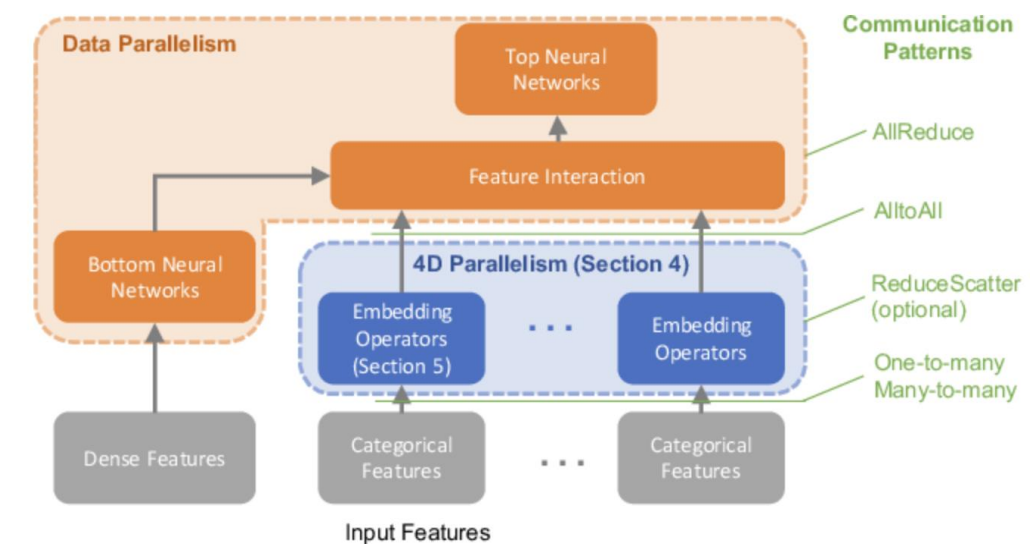 Data Parallelism
Communication
Patterns
Top Neural
Networks
AllReduce
Feature Interaction
AlltoAll
Bottom Neural
Networks
4D Parallelism (Section 4)
ReduceScatter
(optional)
Embedding
Operators
(Section 5)
...
Embedding
Operators
One-to-many
Many-to-many
Dense Features
Categorical
Features
...
Categorical
Features
Input Features